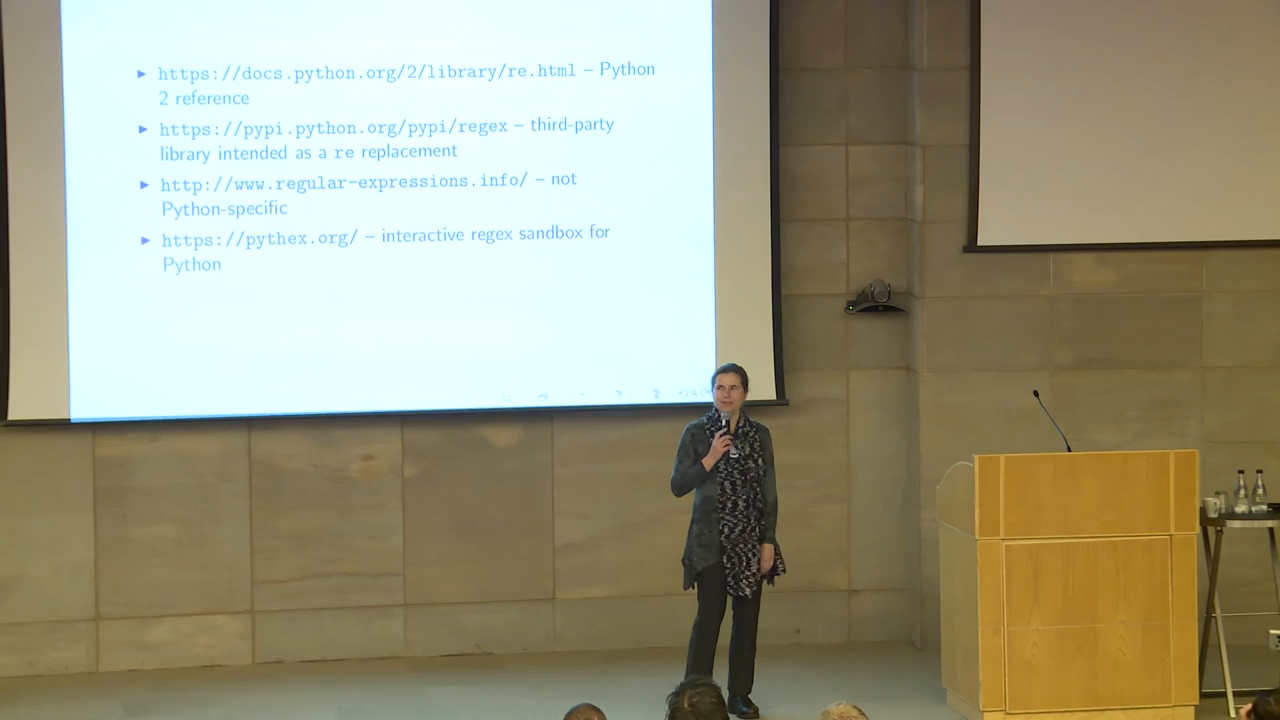 https://docs.python.org/2/library/re.html – Python
2 reference
https://pypi.python.org/pypi/regex – third-party
library intended as a re replacement
http://www.regular-expressions.info/ – not
Python-specific
https://pythex.org/ – interactive regex sandbox for
Python